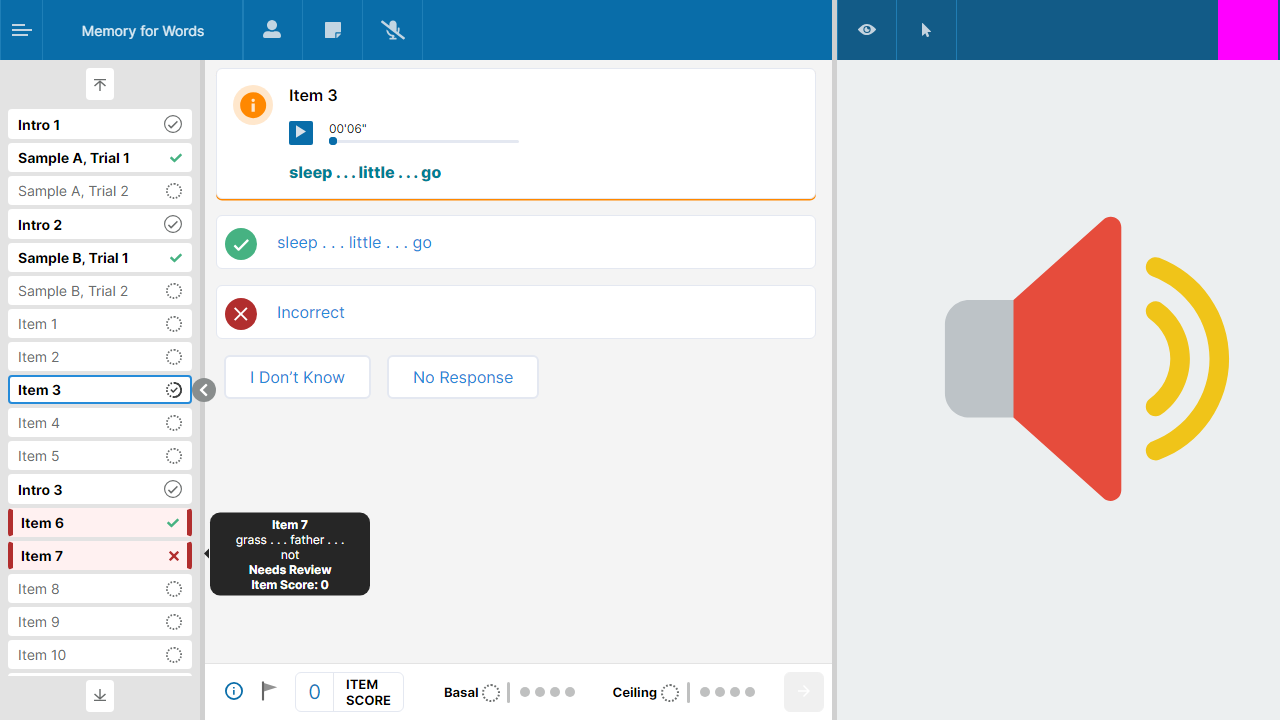 Memory for Words
Intro 1
Sample A, Trial 1
Sample A, Trial 2
Intro 2
Sample B, Trial 1
Sample B, Trial 2
Item 1
Item 2
Item 3
Item 4
Item 5
Intro 3
Item 6
Item 7
Item 8
Item 9
Item 10
Item 3
00'06"
sleep . . . little . . . go
sleep . . . little . . . go
Incorrect
I Don’t Know
No Response
Item 7
grass . . . father . . .
not
Needs Review
Item Score: 0
0
ITEM
SCORE
Basal
Ceiling